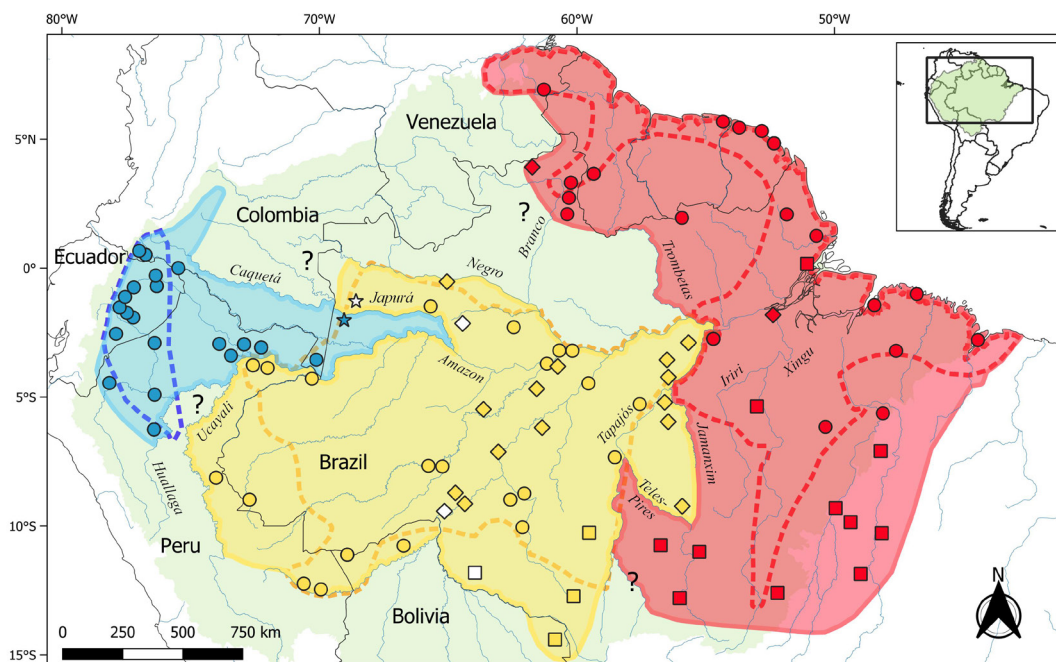 80°W 70°W 60°W 50°W
5°N
0°
5°S
10°S
15°S
Venezuela
Colombia
Ecuador
Brazil
Peru
Bolivia
?
?
?
?
Caquetá
Japurá
Negro
Branco
Trombetas
Amazon
Ucayali
Huallaga
Tapajós
Jamanxim
Iriri
Xingu
Teles-
Pires
N
0 250 500 750 km